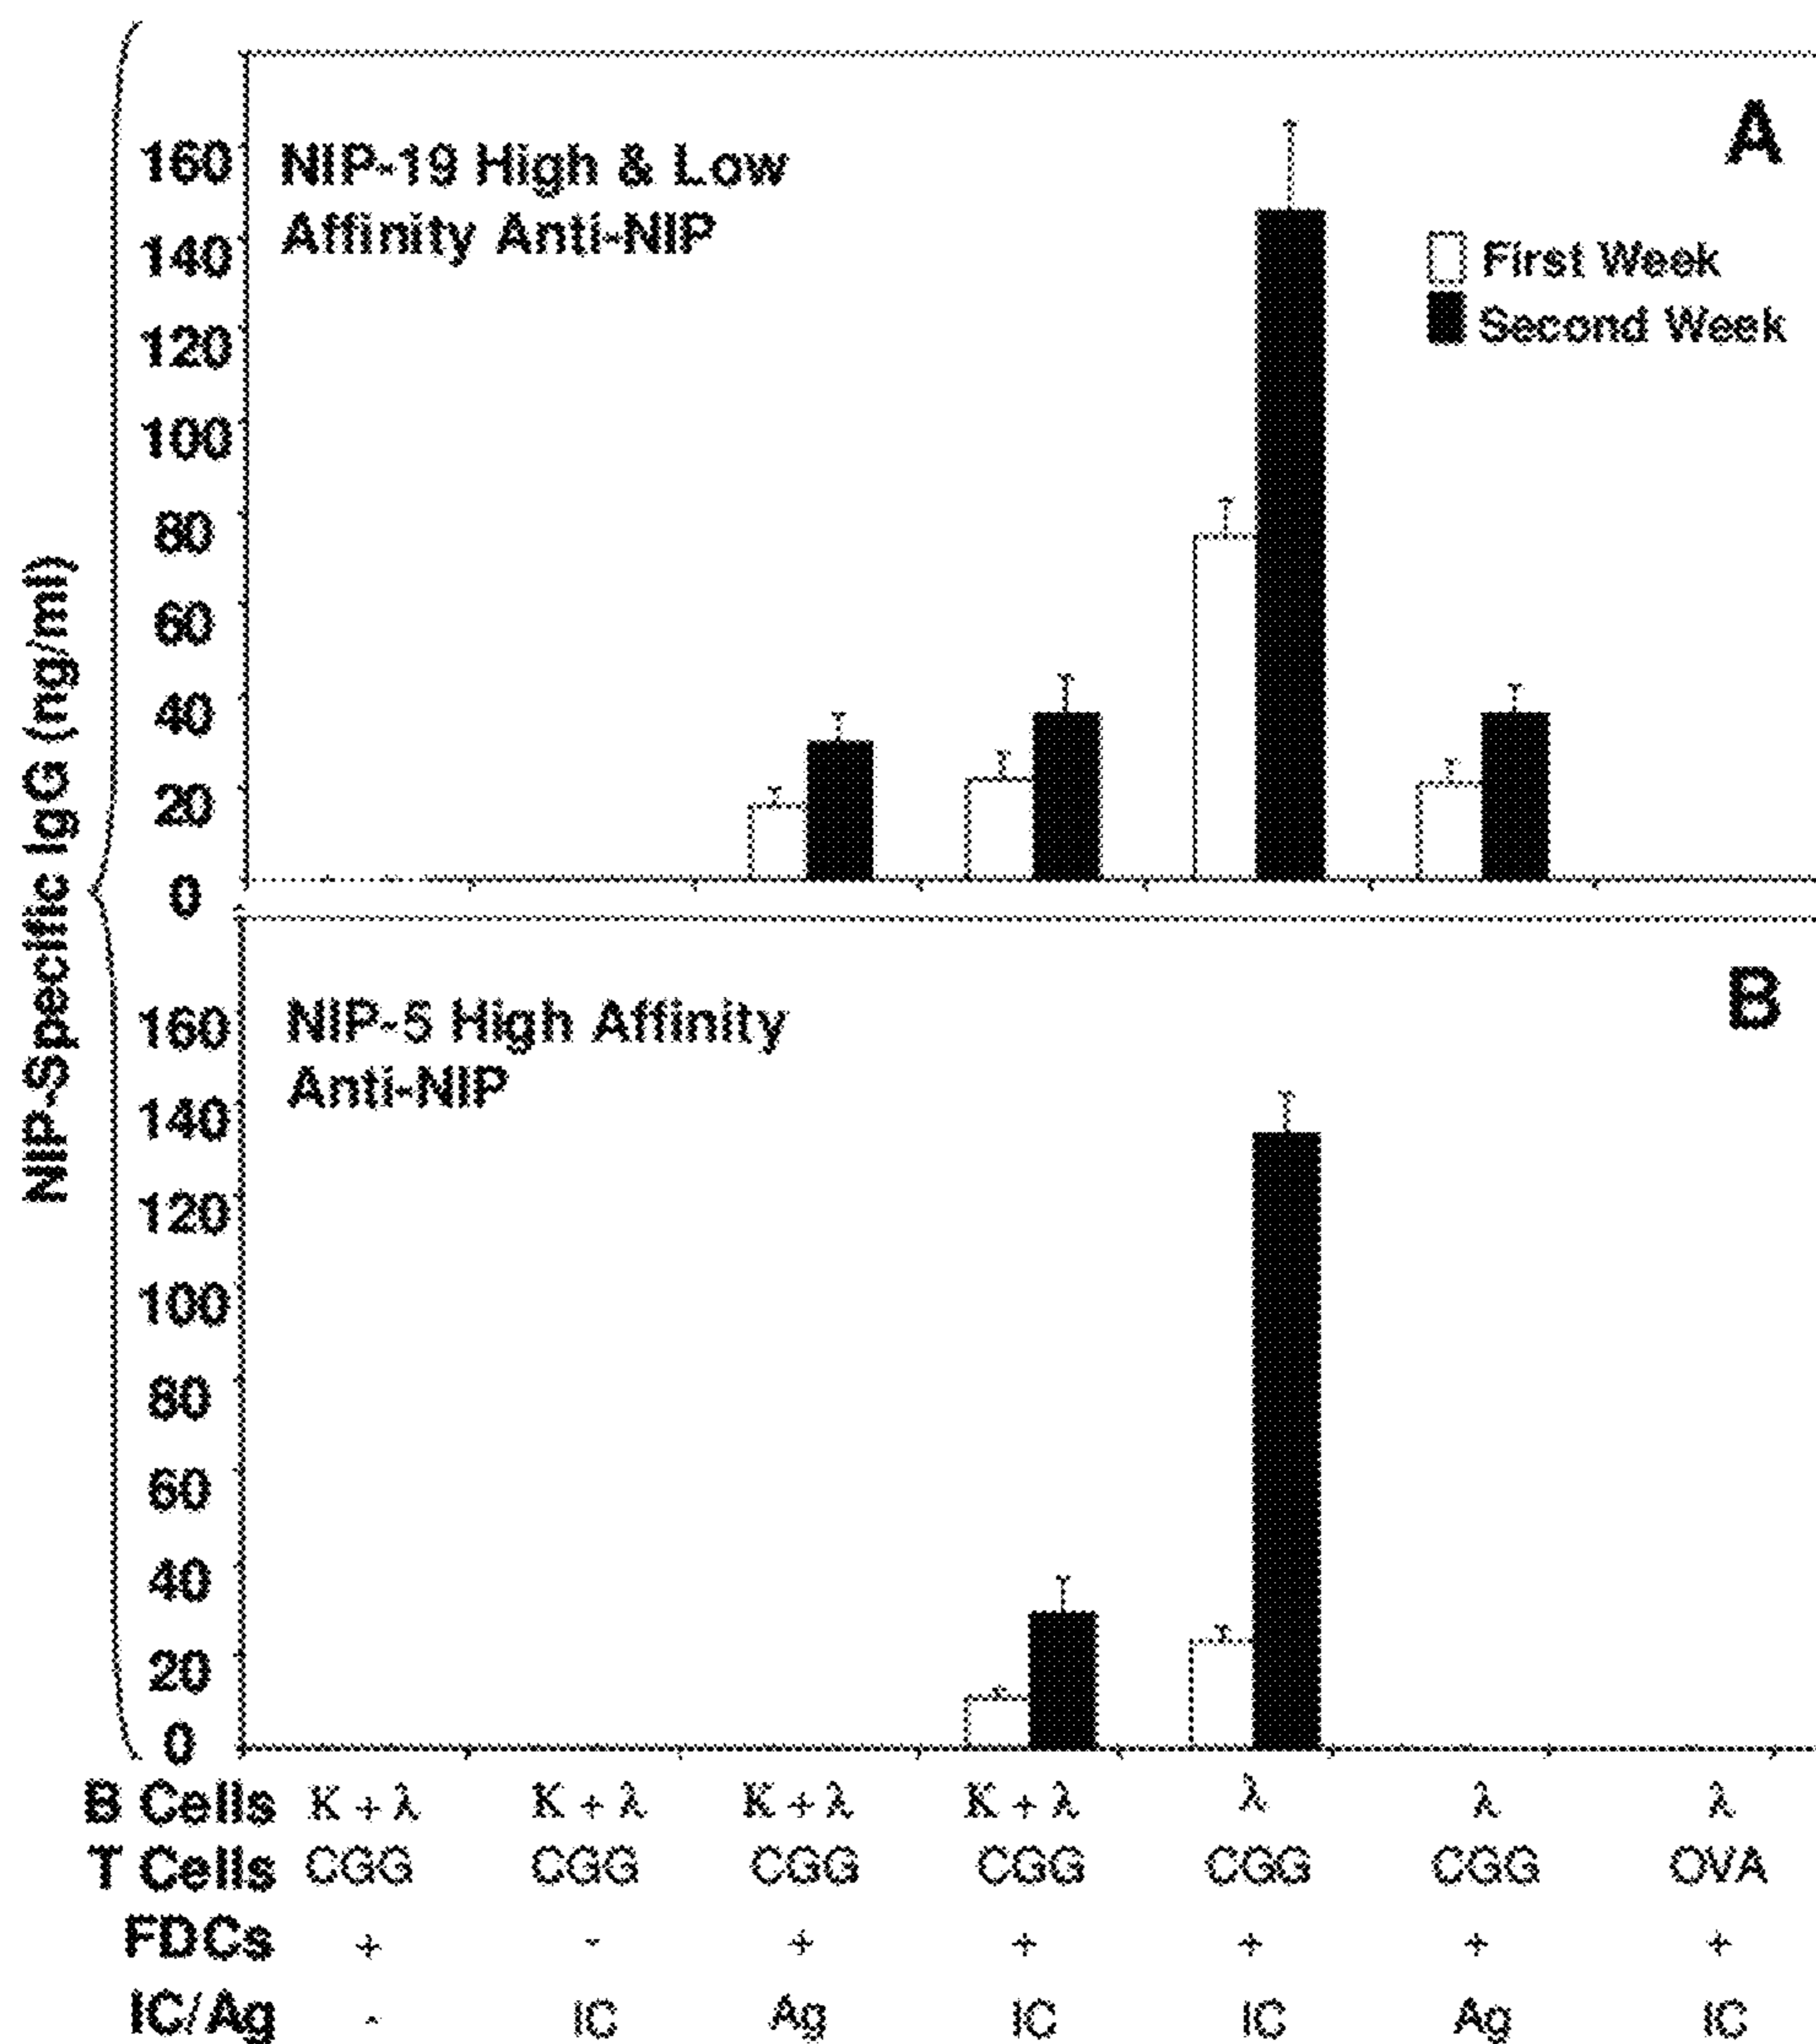 NIP-Specific IgG (ng/ml)
A
NIP-19 High & Low
Affinity Anti-NIP
First Week
Second Week
160
140
120
100
80
60
40
20
0
B
NIP-5 High Affinity
Anti-NIP
160
140
120
100
80
60
40
20
0
B Cells K + λ K + λ K + λ K + λ λ λ λ
T Cells CGG CGG CGG CGG CGG CGG OVA
FDCs + - + + + + +
IC/Ag - IC Ag IC IC Ag IC